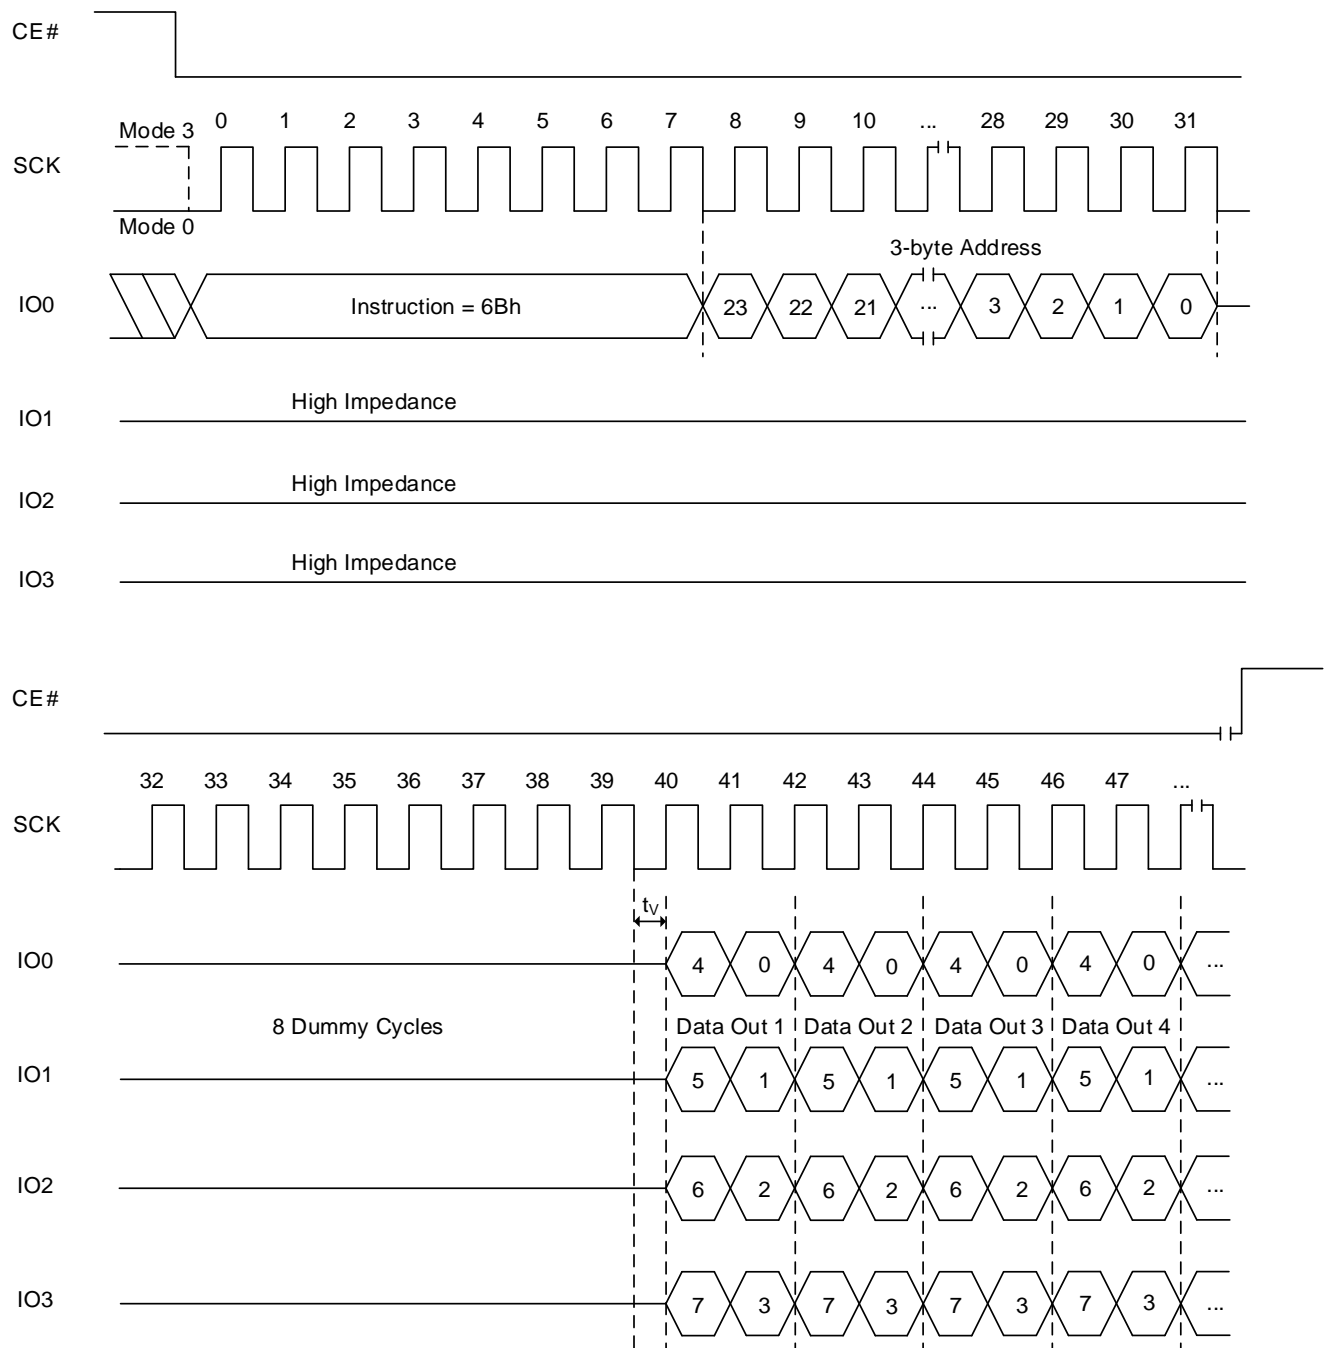 CE#
0 1 2 3 4 5 6 7 8 9 10 ... 28 29 30 31
Mode 3
SCK
Mode 0
3-byte Address
IO0 Instruction = 6Bh 23 22 21 ... 3 2 1 0
High Impedance
IO1
High Impedance
IO2
High Impedance
IO3
CE#
32 33 34 35 36 37 38 39 40 41 42 43 44 45 46 47 ...
SCK
tV
IO0 4 0 4 0 4 0 4 0 ...
8 Dummy Cycles Data Out 1 Data Out 2 Data Out 3 Data Out 4
IO1 5 1 5 1 5 1 5 1 ...
IO2 6 2 6 2 6 2 6 2 ...
IO3 7 3 7 3 7 3 7 3 ...